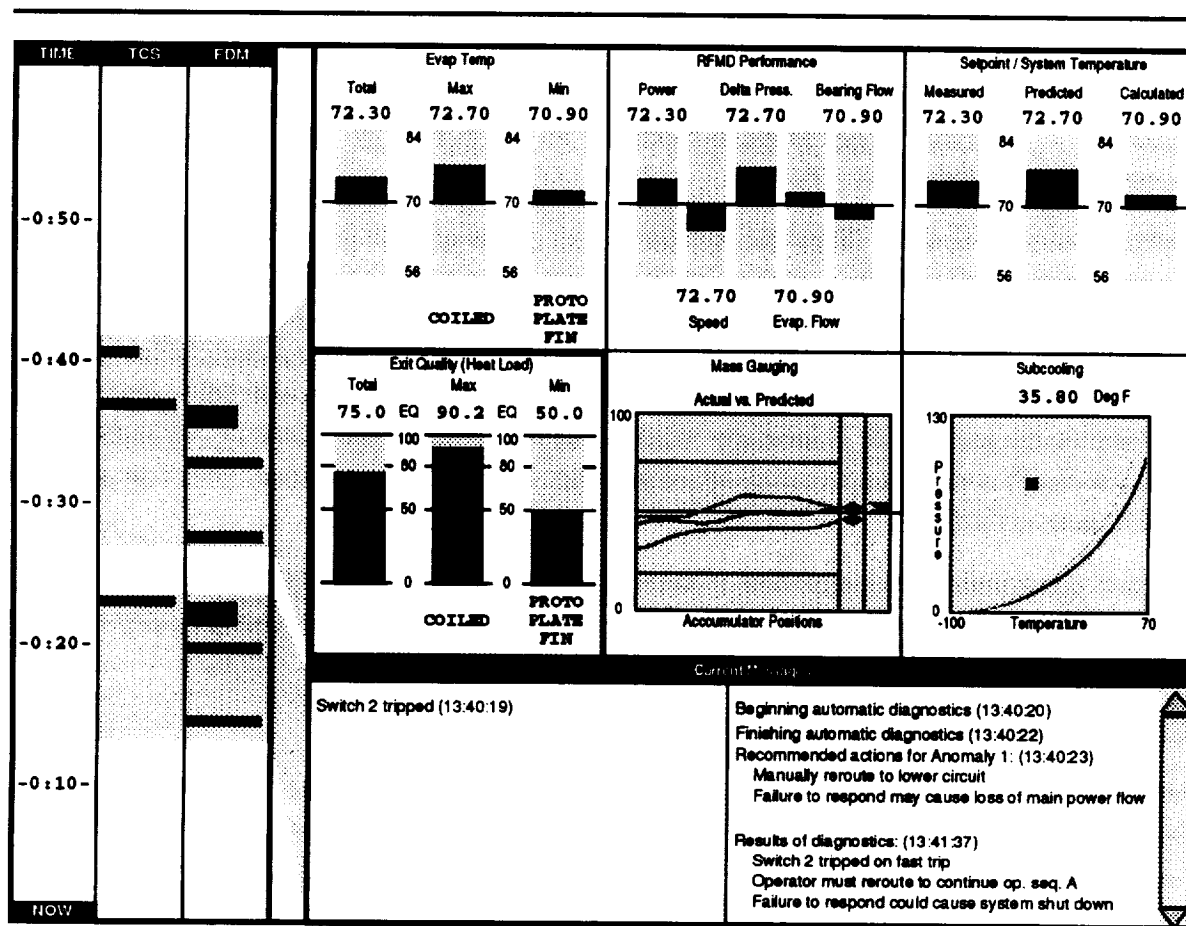 TIME TCS FDM
-0:50-
-0:40-
-0:30-
-0:20-
-0:10-
NOW
Evap Temp
Total Max Min
72.30 72.70 70.90
84 84
70 70
56 56
COILED
PROTO
PLATE
FIN
RFMD Performance
Power Delta Press. Bearing Flow
72.30 72.70 70.90
72.70 70.90
Speed Evap. Flow
Setpoint / System Temperature
Measured Predicted Calculated
72.30 72.70 70.90
84 84
70 70
56 56
Exit Quality (Heat Load)
Total Max Min
75.0 EQ 90.2 EQ 50.0
100 100
80 80
50 50
0 0
COILED
PROTO
PLATE
FIN
Mass Gauging
Actual vs. Predicted
100
0
Accumulator Positions
Subcooling
35.80 Deg F
130
Pressure
0
-100 Temperature 70
Current
Switch 2 tripped (13:40:19)
Beginning automatic diagnostics (13:40:20)
Finishing automatic diagnostics (13:40:22)
Recommended actions for Anomaly 1: (13:40:23)
Manually reroute to lower circuit
Failure to respond may cause loss of main power flow
Results of diagnostics: (13:41:37)
Switch 2 tripped on fast trip
Operator must reroute to continue op. seq. A
Failure to respond could cause system shut down